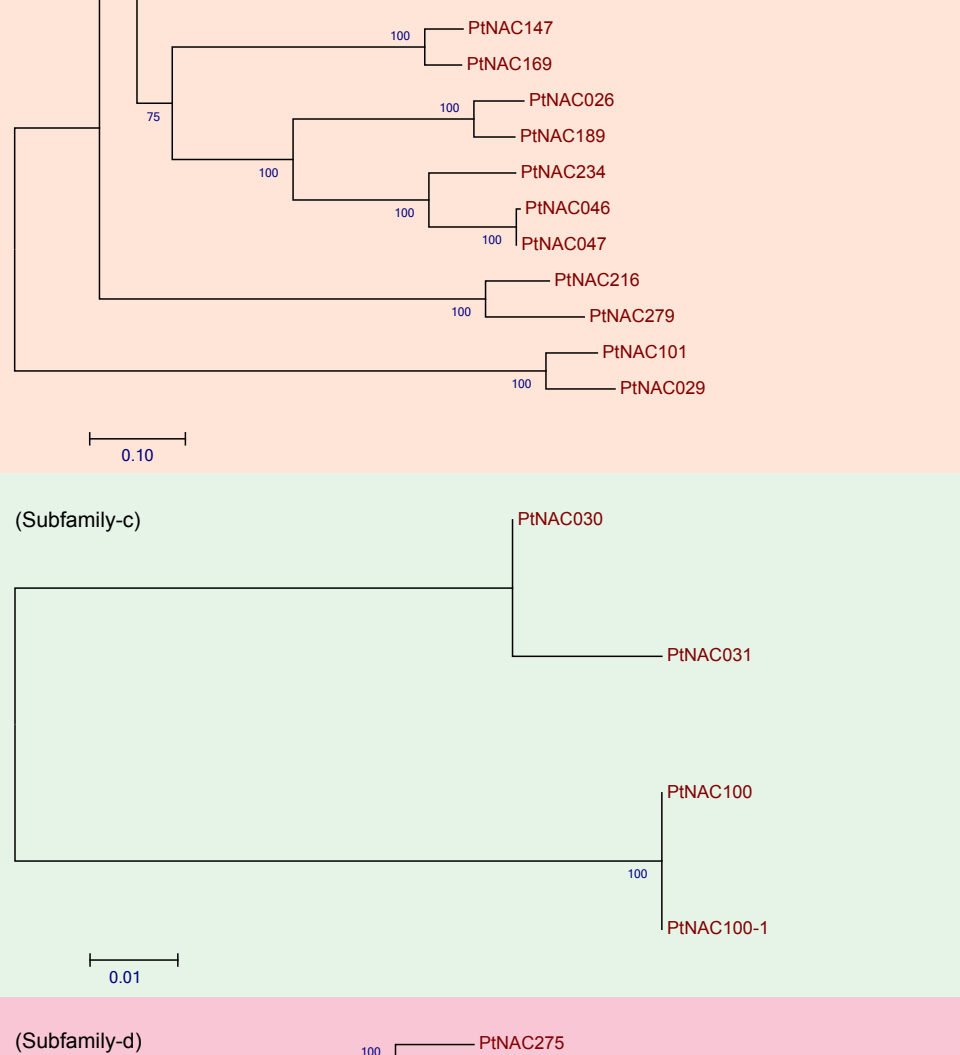 PtNAC147
100
PtNAC169
PtNAC026
100
75
PtNAC189
PtNAC234
100
PtNAC046
100
100
PtNAC047
PtNAC216
100
PtNAC279
PtNAC101
100
PtNAC029
0.10
(Subfamily-c)
PtNAC030
PtNAC031
PtNAC100
100
PtNAC100-1
0.01
(Subfamily-d)
PtNAC275
100